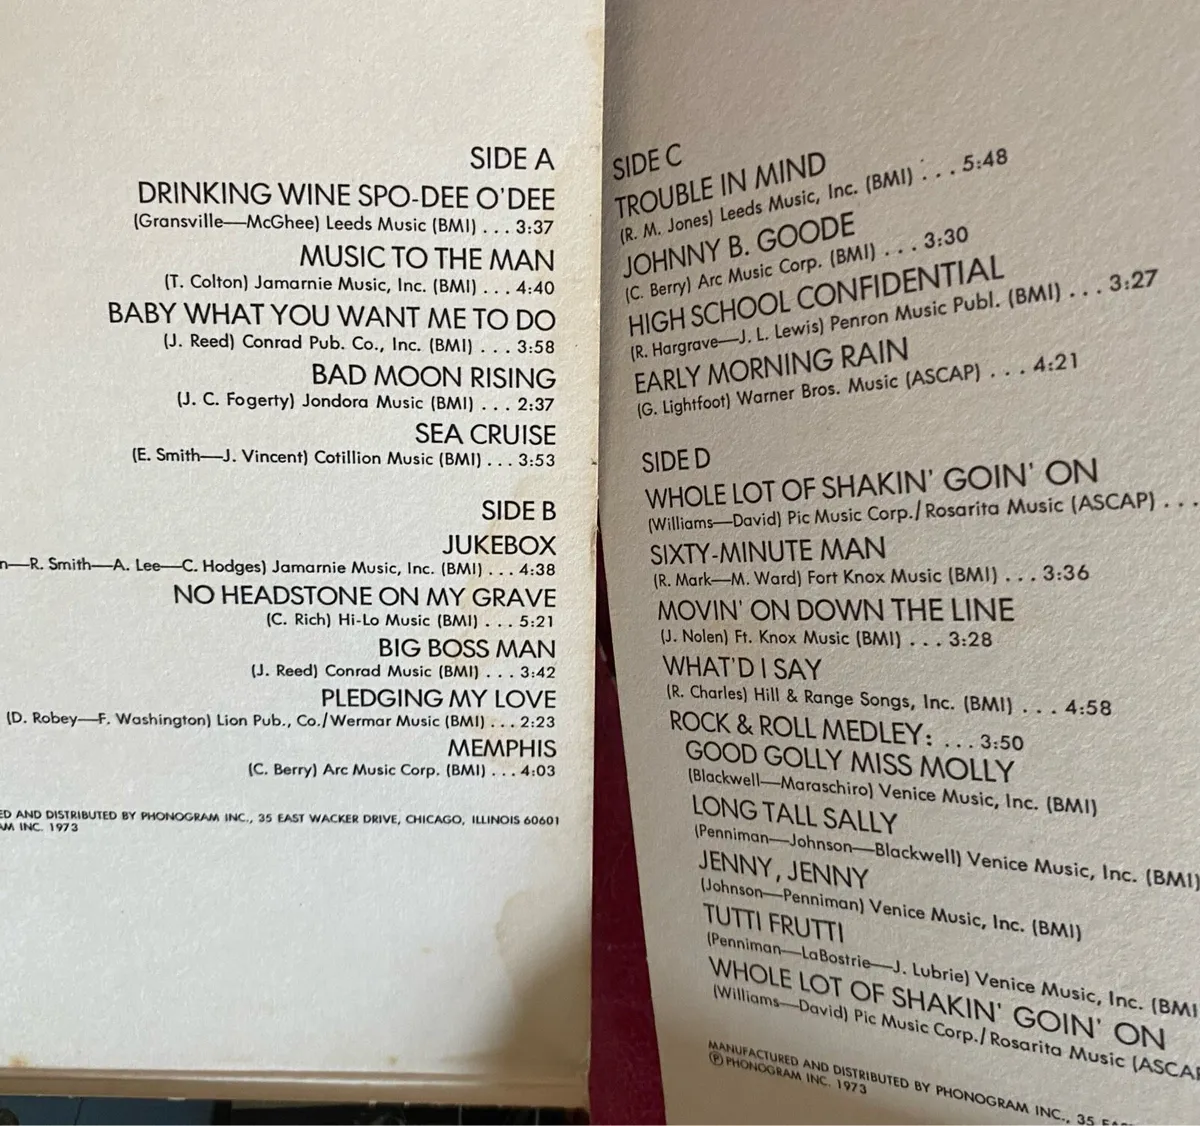 SIDE A
DRINKING WINE SPO-DEE O'DEE
(Gransville—McGhee) Leeds Music (BMI) . . . 3:37
MUSIC TO THE MAN
(T. Colton) Jamarnie Music, Inc. (BMI) . . . 4:40
BABY WHAT YOU WANT ME TO DO
(J. Reed) Conrad Pub. Co., Inc. (BMI) . . . 3:58
BAD MOON RISING
(J. C. Fogerty) Jondora Music (BMI) . . . 2:37
SEA CRUISE
(E. Smith—J. Vincent) Cotillion Music (BMI) . . . 3:53
SIDE B
JUKEBOX
n—R. Smith—A. Lee—C. Hodges) Jamarnie Music, Inc. (BMI) . . . 4:38
NO HEADSTONE ON MY GRAVE
(C. Rich) Hi-Lo Music (BMI) . . . 5:21
BIG BOSS MAN
(J. Reed) Conrad Music (BMI) . . . 3:42
PLEDGING MY LOVE
(D. Robey—F. Washington) Lion Pub., Co./Wermar Music (BMI) . . . 2:23
MEMPHIS
(C. Berry) Arc Music Corp. (BMI) . . . 4:03
ED AND DISTRIBUTED BY PHONOGRAM INC., 35 EAST WACKER DRIVE, CHICAGO, ILLINOIS 60601
AM INC. 1973
SIDE C
TROUBLE IN MIND
(R. M. Jones) Leeds Music, Inc. (BMI) . . . 5:48
JOHNNY B. GOODE
(C. Berry) Arc Music Corp. (BMI) . . . 3:30
HIGH SCHOOL CONFIDENTIAL
(R. Hargrave—J. L. Lewis) Penron Music Publ. (BMI) . . . 3:27
EARLY MORNING RAIN
(G. Lightfoot) Warner Bros. Music (ASCAP) . . . 4:21
SIDE D
WHOLE LOT OF SHAKIN' GOIN' ON
(Williams—David) Pic Music Corp./Rosarita Music (ASCAP) . . .
SIXTY-MINUTE MAN
(R. Mark—M. Ward) Fort Knox Music (BMI) . . . 3:36
MOVIN' ON DOWN THE LINE
(J. Nolen) Ft. Knox Music (BMI) . . . 3:28
WHAT'D I SAY
(R. Charles) Hill & Range Songs, Inc. (BMI) . . . 4:58
ROCK & ROLL MEDLEY: . . . 3:50
GOOD GOLLY MISS MOLLY
(Blackwell—Maraschiro) Venice Music, Inc. (BMI)
LONG TALL SALLY
(Penniman—Johnson—Blackwell) Venice Music, Inc. (BMI)
JENNY, JENNY
(Johnson—Penniman) Venice Music, Inc. (BMI)
TUTTI FRUTTI
(Penniman—LaBostrie—J. Lubrie) Venice Music, Inc. (BMI
WHOLE LOT OF SHAKIN' GOIN' ON
(Williams—David) Pic Music Corp./Rosarita Music (ASCAP
MANUFACTURED AND DISTRIBUTED BY PHONOGRAM INC., 35
Ⓟ PHONOGRAM INC. 1973